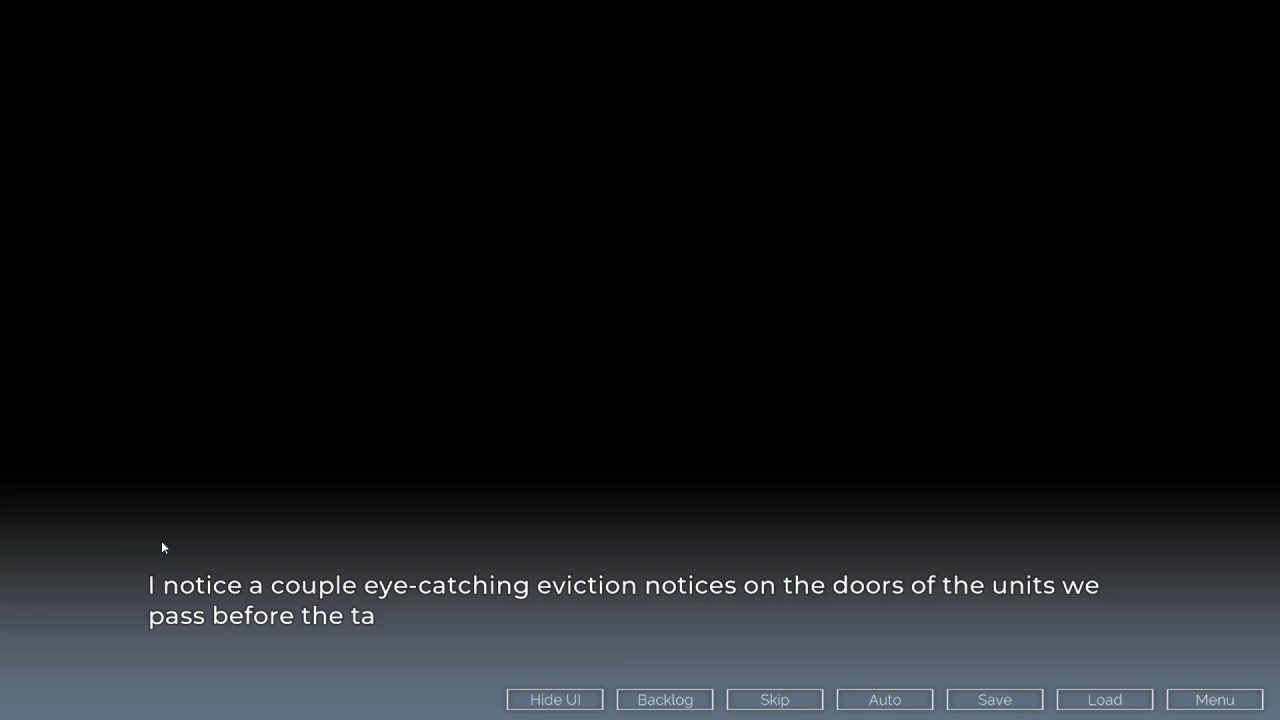 I notice a couple eye-catching eviction notices on the doors of the units we
pass before the ta
Hide UI
Backlog
Skip
Auto
Save
Load
Menu